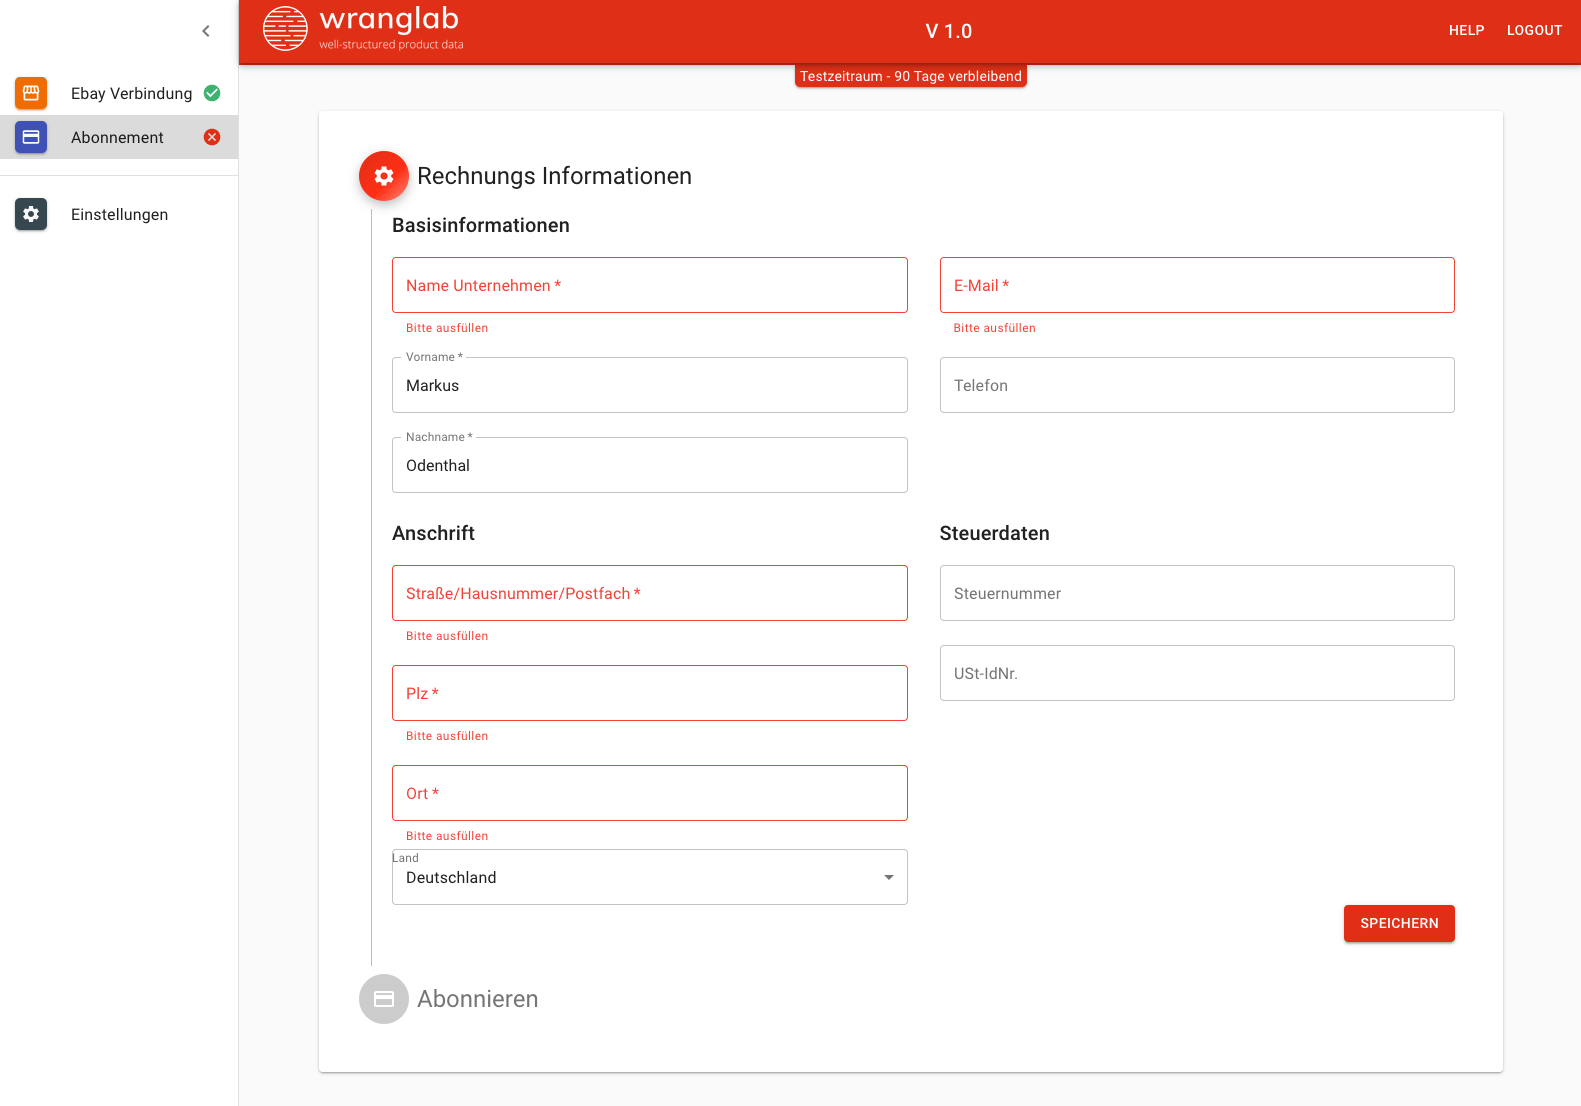 wranglab
well-structured product data
V 1.0
HELP
LOGOUT
Testzeitraum - 90 Tage verbleibend
Ebay Verbindung
Abonnement
Einstellungen
Rechnungs Informationen
Basisinformationen
Name Unternehmen *
Bitte ausfüllen
E-Mail *
Bitte ausfüllen
Vorname *
Markus
Telefon
Nachname *
Odenthal
Anschrift
Straße/Hausnummer/Postfach *
Bitte ausfüllen
Plz *
Bitte ausfüllen
Ort *
Bitte ausfüllen
Land
Deutschland
Steuerdaten
Steuernummer
USt-IdNr.
SPEICHERN
Abonnieren